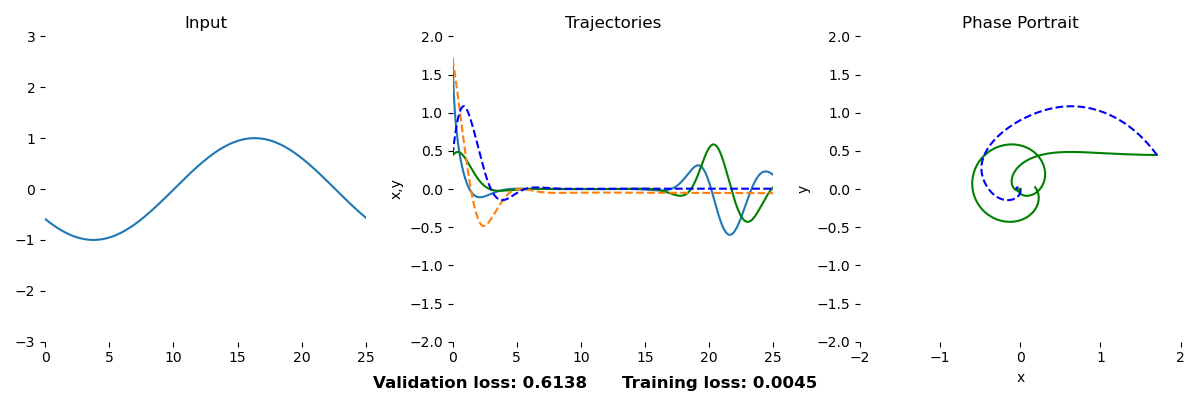 Input
3
2
1
0
−1
−2
−3
0 5 10 15 20 25
Trajectories
x,y
2.0
1.5
1.0
0.5
0.0
−0.5
−1.0
−1.5
−2.0
0 5 10 15 20 25
Phase Portrait
y
2.0
1.5
1.0
0.5
0.0
−0.5
−1.0
−1.5
−2.0
−2 −1 0 1 2
x
Validation loss: 0.6138 Training loss: 0.0045